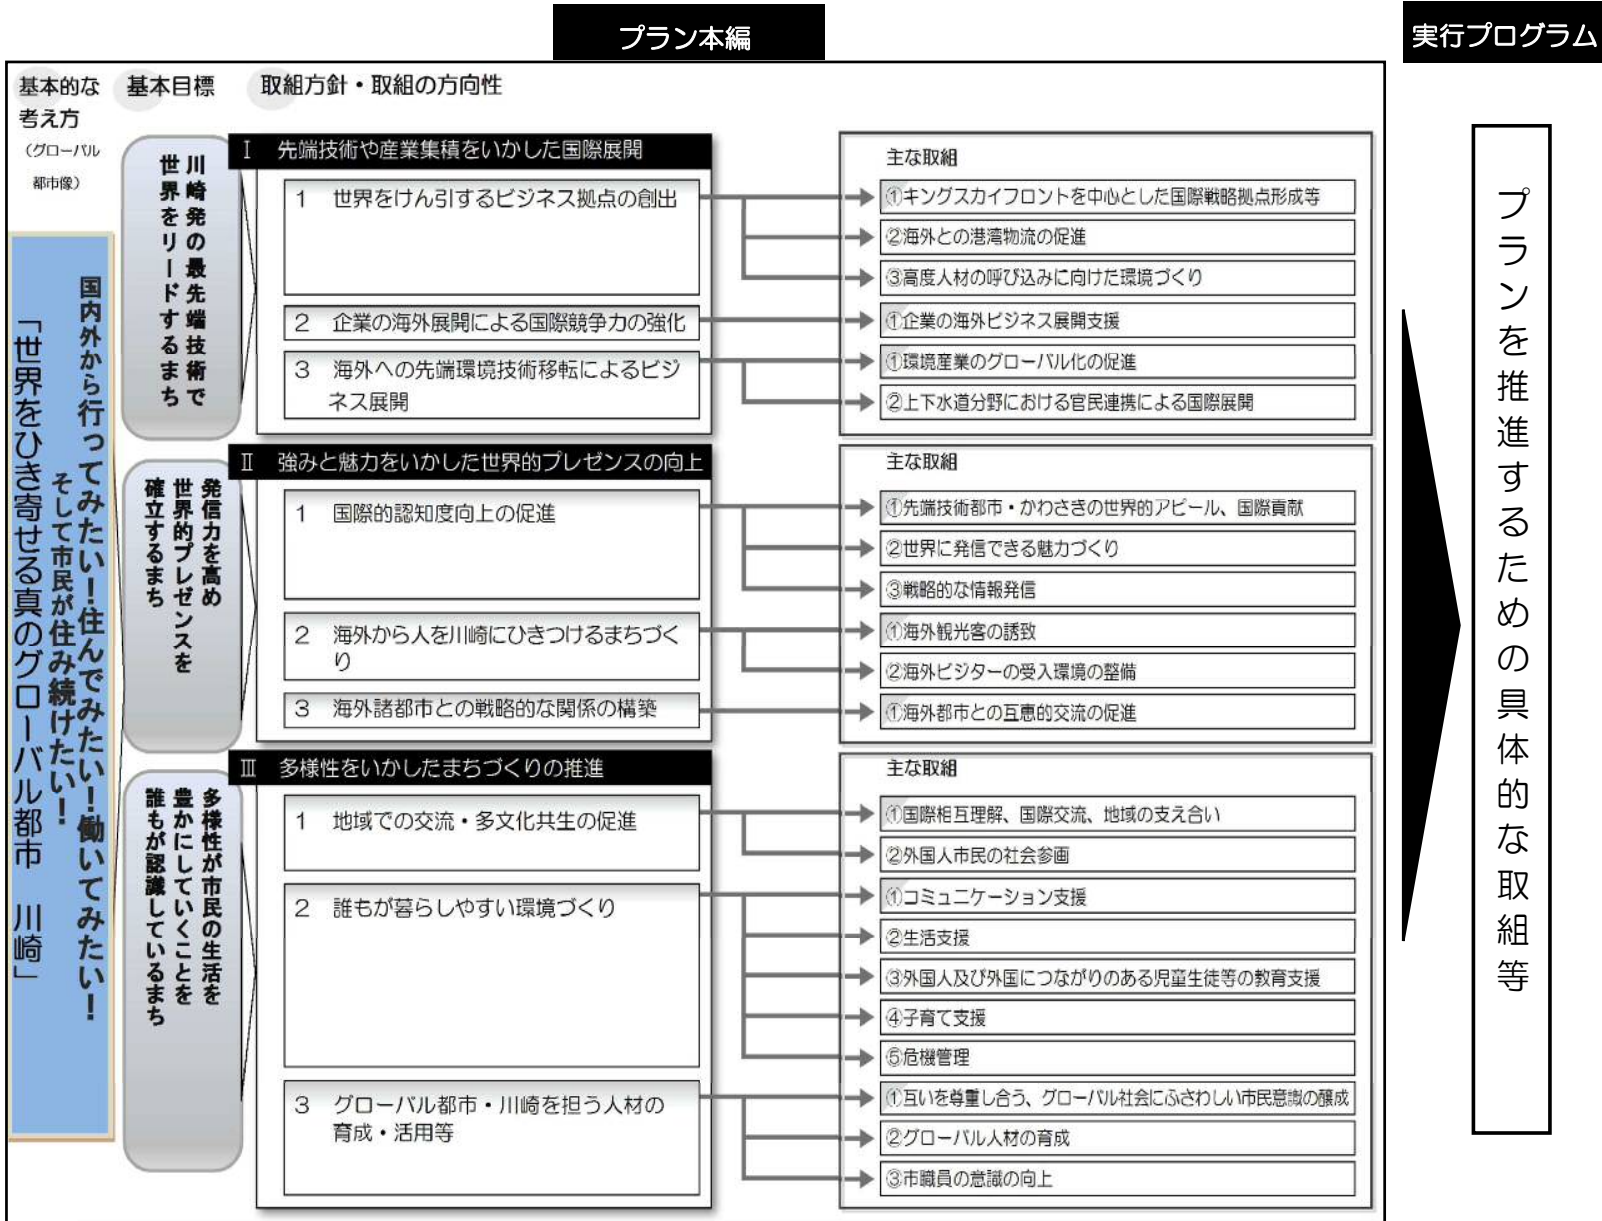 プラン本編
実行プログラム
基本的な
考え方
(グローバル
都市像)
基本目標
取組方針・取組の方向性
国内外から行ってみたい！住んでみたい！働いてみたい！
そして市民が住み続けたい！
「世界をひき寄せる真のグローバル都市　川崎」
川崎発の最先端技術で
世界をリードするまち
Ⅰ　先端技術や産業集積をいかした国際展開
1　世界をけん引するビジネス拠点の創出
2　企業の海外展開による国際競争力の強化
3　海外への先端環境技術移転によるビジ
ネス展開
主な取組
①キングスカイフロントを中心とした国際戦略拠点形成等
②海外との港湾物流の促進
③高度人材の呼び込みに向けた環境づくり
①企業の海外ビジネス展開支援
①環境産業のグローバル化の促進
②上下水道分野における官民連携による国際展開
発信力を高め
世界的プレゼンスを
確立するまち
Ⅱ　強みと魅力をいかした世界的プレゼンスの向上
1　国際的認知度向上の促進
2　海外から人を川崎にひきつけるまちづく
り
3　海外諸都市との戦略的な関係の構築
主な取組
①先端技術都市・かわさきの世界的アピール、国際貢献
②世界に発信できる魅力づくり
③戦略的な情報発信
①海外観光客の誘致
②海外ビジターの受入環境の整備
①海外都市との互恵的交流の促進
多様性が市民の生活を
豊かにしていくことを
誰もが認識しているまち
Ⅲ　多様性をいかしたまちづくりの推進
1　地域での交流・多文化共生の促進
2　誰もが暮らしやすい環境づくり
3　グローバル都市・川崎を担う人材の
育成・活用等
主な取組
①国際相互理解、国際交流、地域の支え合い
②外国人市民の社会参画
①コミュニケーション支援
②生活支援
③外国人及び外国につながりのある児童生徒等の教育支援
④子育て支援
⑤危機管理
①互いを尊重し合う、グローバル社会にふさわしい市民意識の醸成
②グローバル人材の育成
③市職員の意識の向上
プランを推進するための具体的な取組等